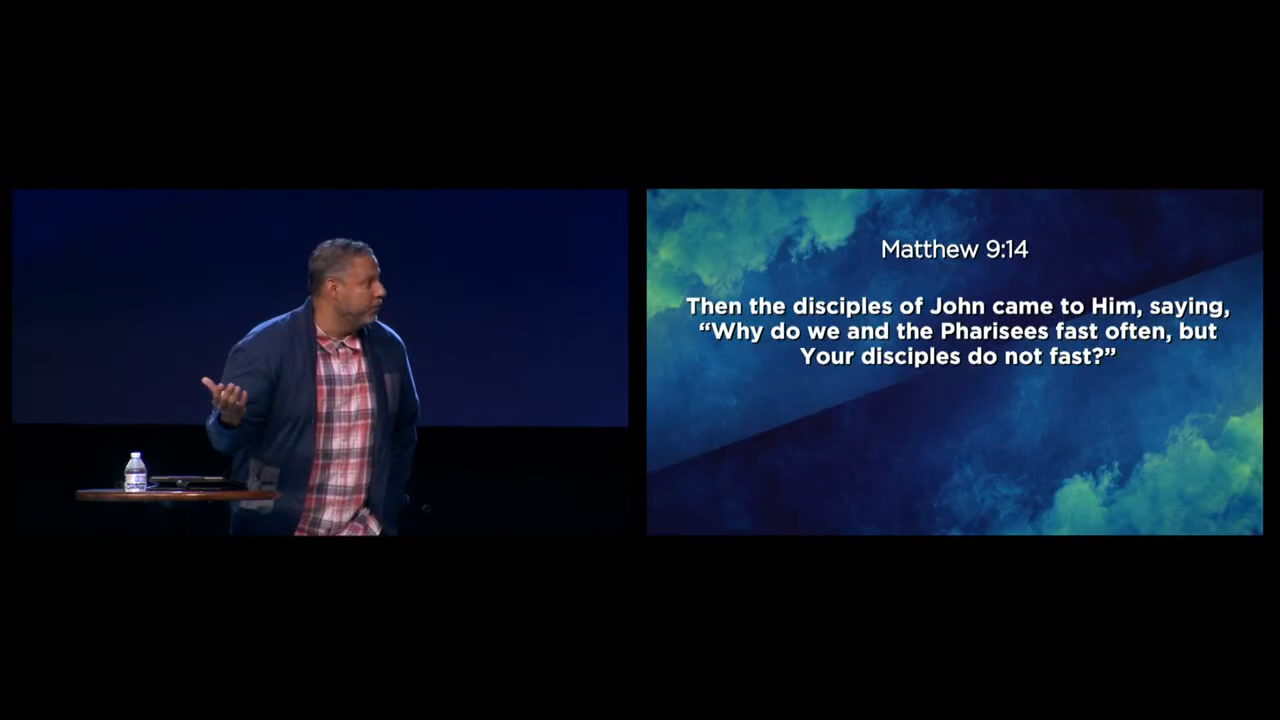 Matthew 9:14
Then the disciples of John came to Him, saying,
“Why do we and the Pharisees fast often, but
Your disciples do not fast?”